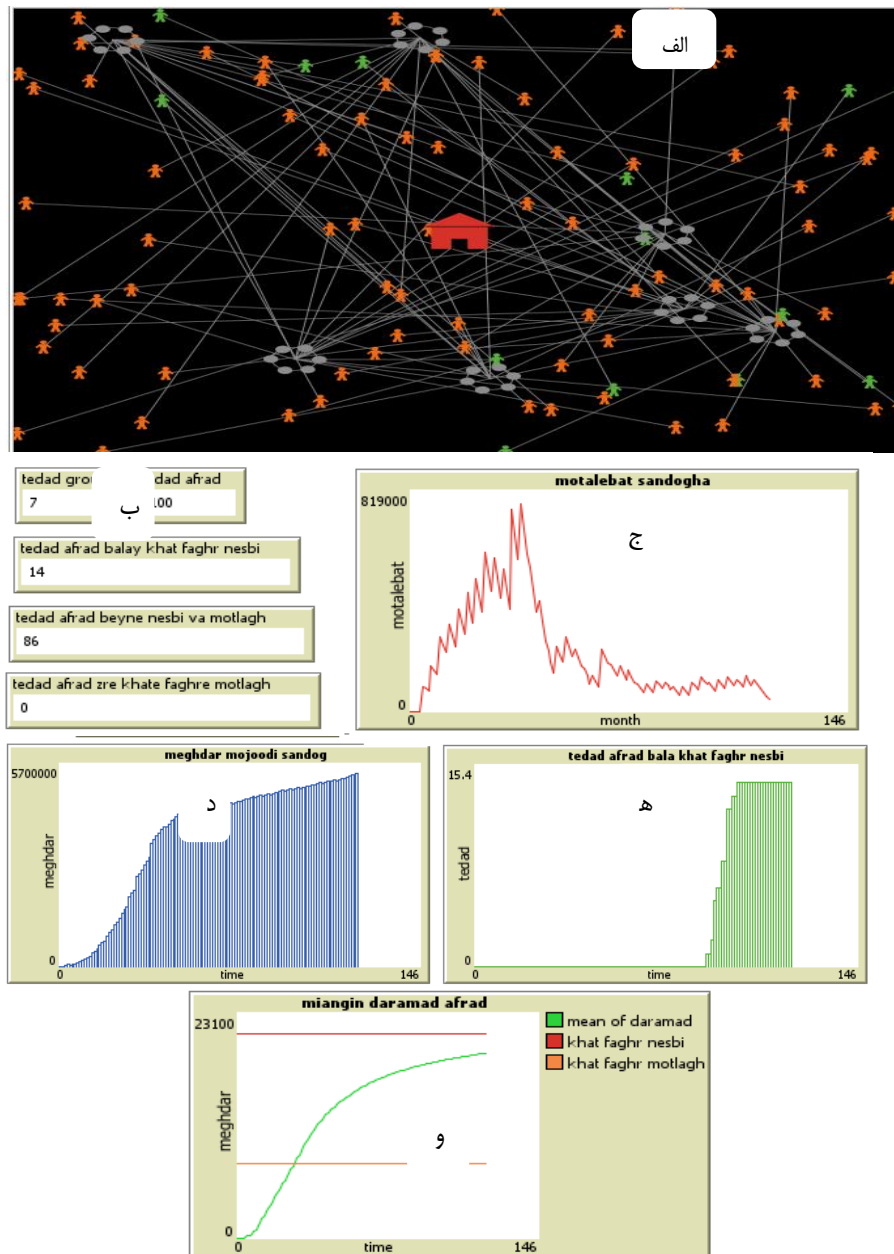 الف
tedad gro
dad afrad
7
100
ب
tedad afrad balay khat faghr nesbi
14
tedad afrad beyne nesbi va motlagh
86
tedad afrad zre khate faghre motlagh
0
motalebat sandogha
819000
motalebat
0
0
month
146
ج
meghdar mojoodi sandog
5700000
meghdar
0
0
time
146
د
tedad afrad bala khat faghr nesbi
15.4
tedad
0
0
time
146
ه
miangin daramad afrad
23100
meghdar
0
0
time
146
و
mean of daramad
khat faghr nesbi
khat faghr motlagh